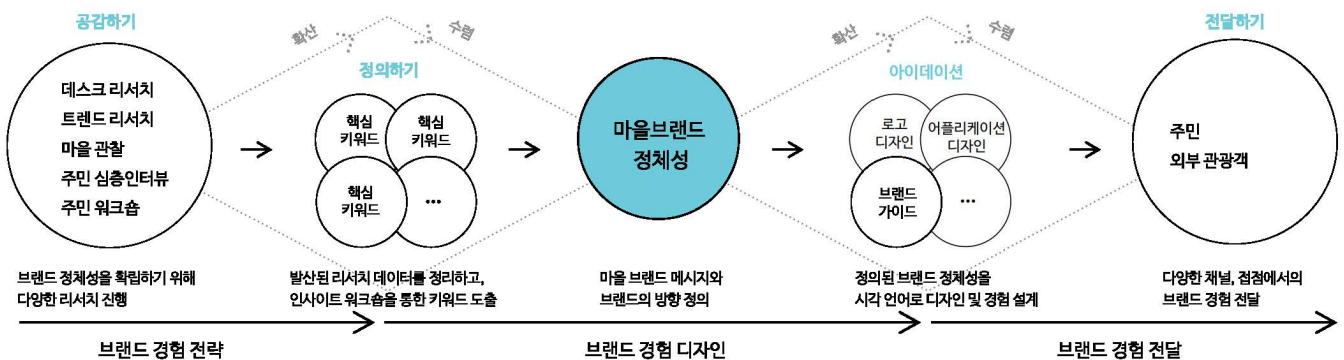 공감하기
데스크 리서치
트렌드 리서치
마을 관찰
주민 심층인터뷰
주민 워크숍
브랜드 정체성을 확립하기 위해
다양한 리서치 진행
확산
수렴
정의하기
핵심
키워드
핵심
키워드
핵심
키워드
...
발산된 리서치 데이터를 정리하고,
인사이트 워크숍을 통한 키워드 도출
마을브랜드
정체성
마을 브랜드 메시지와
브랜드의 방향 정의
확산
수렴
아이데이션
로고
디자인
어플리케이션
디자인
브랜드
가이드
...
정의된 브랜드 정체성을
시각 언어로 디자인 및 경험 설계
전달하기
주민
외부 관광객
다양한 채널, 접점에서의
브랜드 경험 전달
브랜드 경험 전략
브랜드 경험 디자인
브랜드 경험 전달